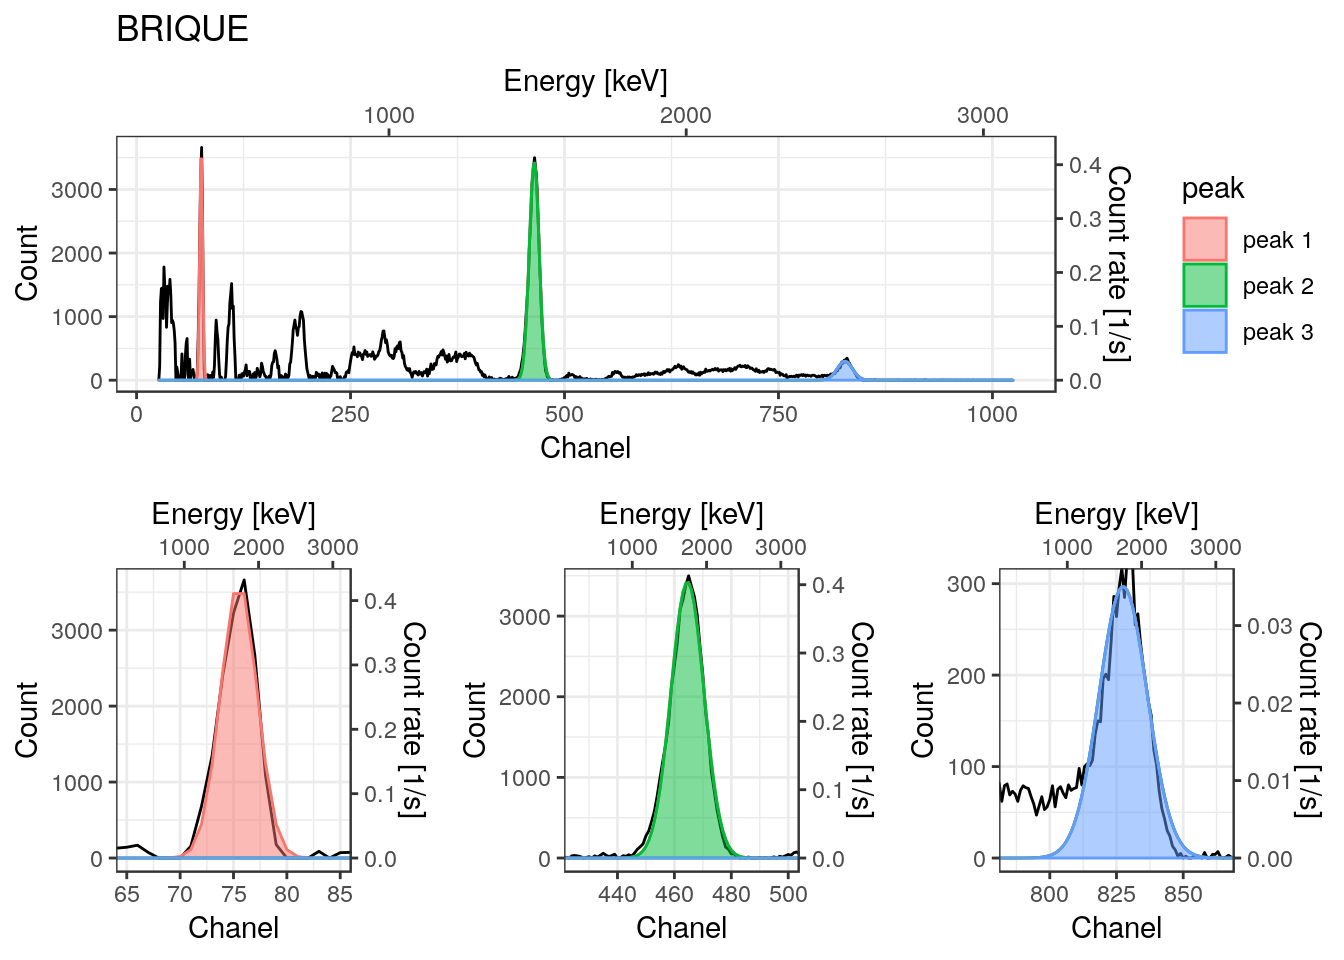 BRIQUE
Energy [keV]
1000 2000 3000
Count
3000
2000
1000
0
0.4
0.3
0.2
0.1
0.0
Count rate [1/s]
0 250 500 750 1000
Chanel
peak
peak 1
peak 2
peak 3
Energy [keV]
1000 2000 3000
Count
3000
2000
1000
0
0.4
0.3
0.2
0.1
0.0
Count rate [1/s]
65 70 75 80 85
Chanel
Energy [keV]
1000 2000 3000
Count
3000
2000
1000
0
0.4
0.3
0.2
0.1
0.0
Count rate [1/s]
440 460 480 500
Chanel
Energy [keV]
1000 2000 3000
Count
300
200
100
0
0.03
0.02
0.01
0.00
Count rate [1/s]
800 825 850
Chanel